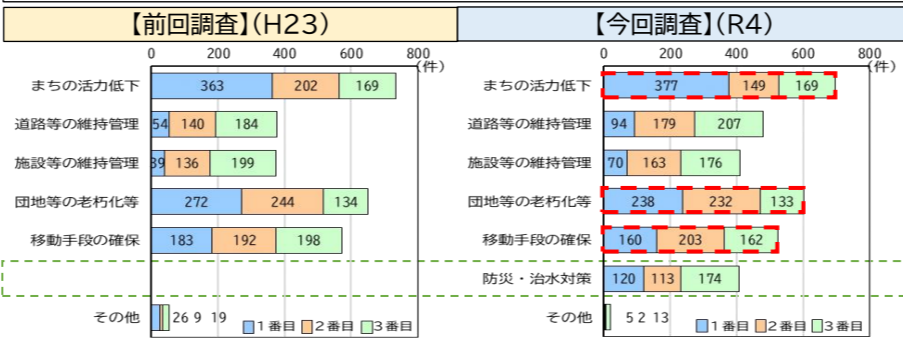 【前回調査】(H23)
【今回調査】(R4)
0 200 400 600 800
(件)
まちの活力低下 363 202 169
道路等の維持管理 54 140 184
施設等の維持管理 39 136 199
団地等の老朽化等 272 244 134
移動手段の確保 183 192 198
その他 26 9 19
1番目 2番目 3番目
0 200 400 600 800
(件)
まちの活力低下 377 149 169
道路等の維持管理 94 179 207
施設等の維持管理 70 163 176
団地等の老朽化等 238 232 133
移動手段の確保 160 203 162
防災・治水対策 120 113 174
その他 5 2 13
1番目 2番目 3番目